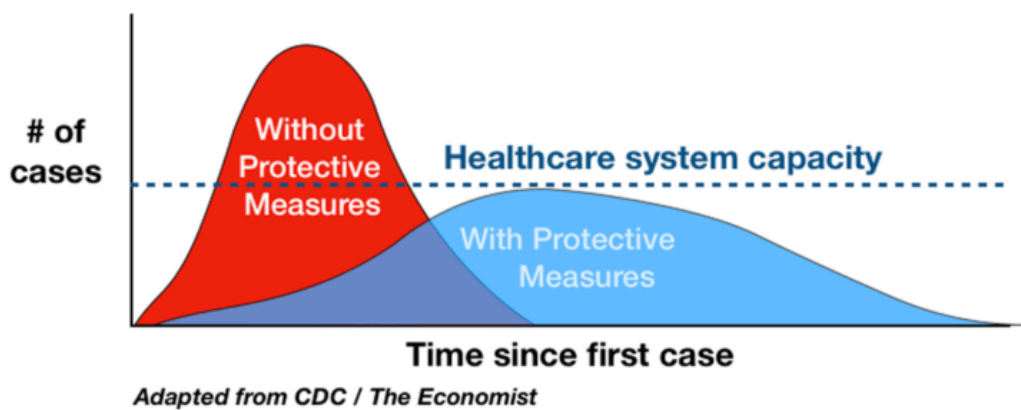 # of
cases
Without
Protective
Measures
Healthcare system capacity
With Protective
Measures
Time since first case
Adapted from CDC / The Economist